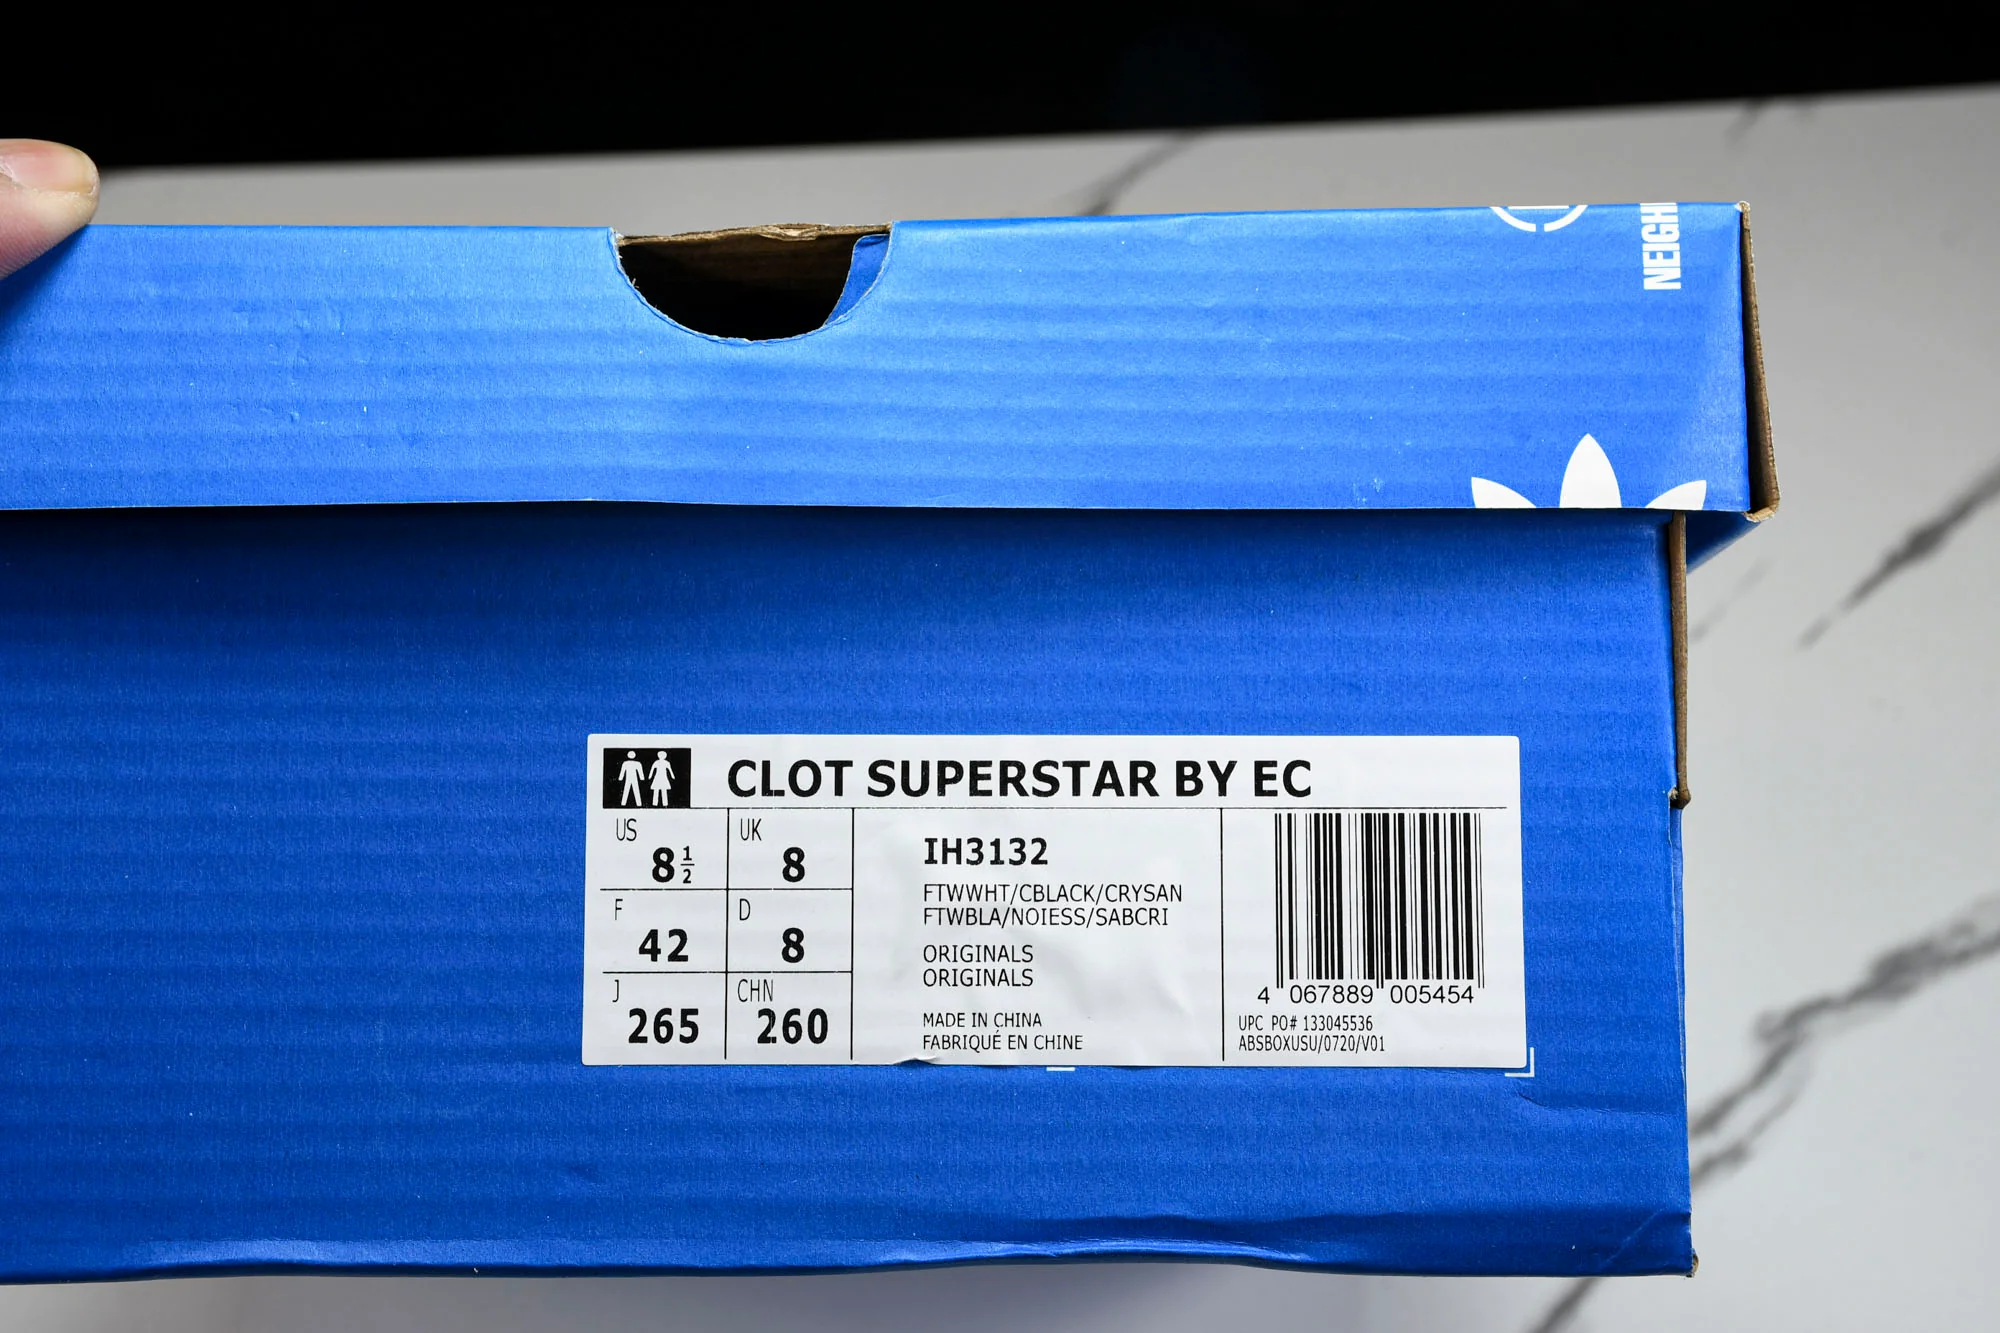 NEIGH
CLOT SUPERSTAR BY EC
US
8 1/2
UK
8
F
42
D
8
J
265
CHN
260
IH3132
FTWWHT/CBLACK/CRYSAN
FTWBLA/NOIESS/SABCRI
ORIGINALS
ORIGINALS
MADE IN CHINA
FABRIQUÉ EN CHINE
4 067889 005454
UPC PO# 133045536
ABSBOXUSU/0720/V01